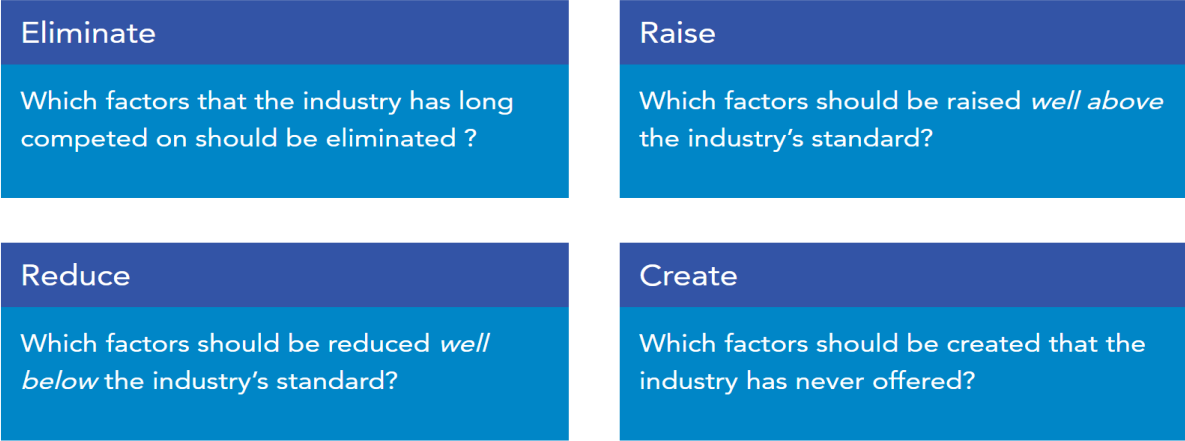 Eliminate
Which factors that the industry has long
competed on should be eliminated ?
Raise
Which factors should be raised well above
the industry’s standard?
Reduce
Which factors should be reduced well
below the industry’s standard?
Create
Which factors should be created that the
industry has never offered?